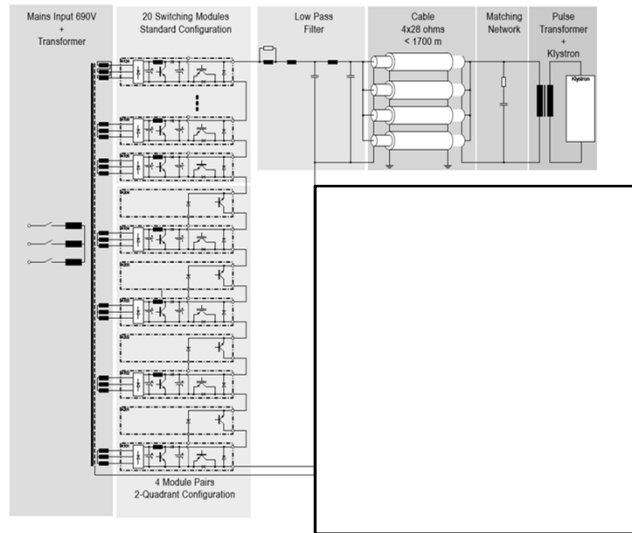 Mains Input 690V
+
Transformer
20 Switching Modules
Standard Configuration
Low Pass
Filter
Cable
4x28 ohms
< 1700 m
Matching
Network
Pulse
Transformer
+
Klystron
Klystron
4 Module Pairs
2-Quadrant Configuration